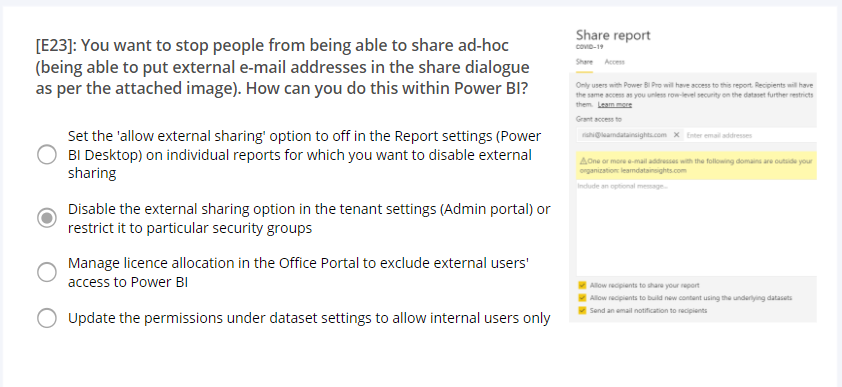 [E23]: You want to stop people from being able to share ad-hoc
(being able to put external e-mail addresses in the share dialogue
as per the attached image). How can you do this within Power BI?
Set the 'allow external sharing' option to off in the Report settings (Power
BI Desktop) on individual reports for which you want to disable external
sharing
Disable the external sharing option in the tenant settings (Admin portal) or
restrict it to particular security groups
Manage licence allocation in the Office Portal to exclude external users'
access to Power BI
Update the permissions under dataset settings to allow internal users only
Share report
COVID-19
Share Access
Only users with Power BI Pro will have access to this report. Recipients will have
the same access as you unless row-level security on the dataset further restricts
them. Learn more
Grant access to
rishi@learndatainsights.com X Enter email addresses
One or more e-mail addresses with the following domains are outside your
organization: learndatainsights.com
Include an optional message...
Allow recipients to share your report
Allow recipients to build new content using the underlying datasets
Send an email notification to recipients